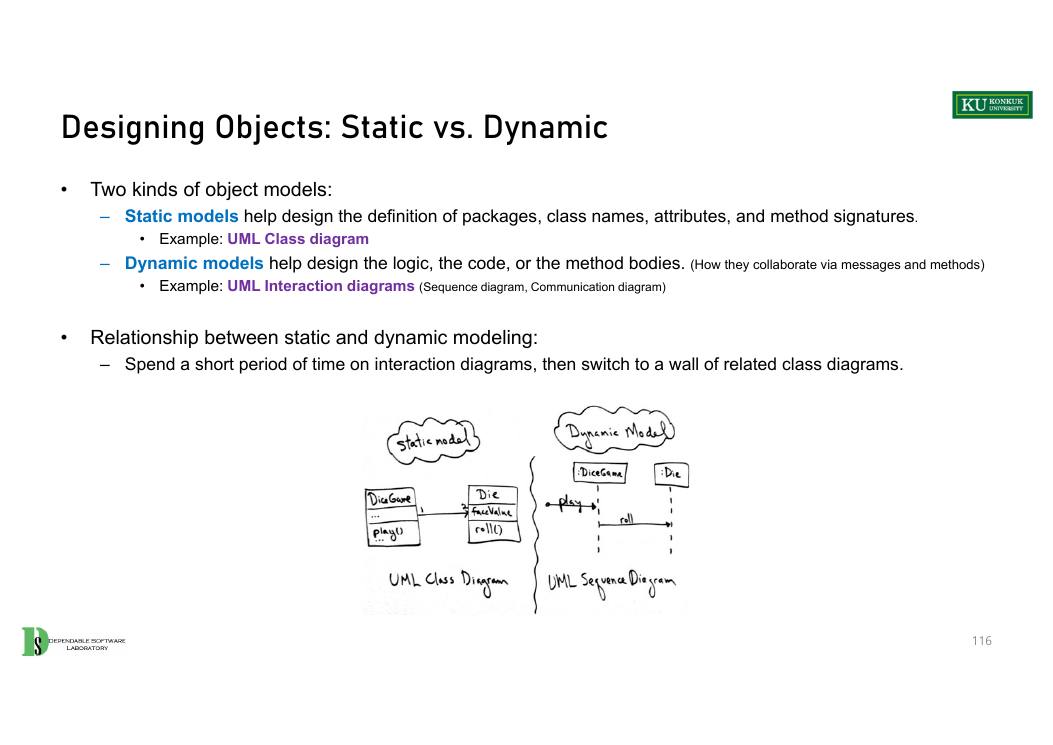 KU KONKUK UNIVERSITY
Designing Objects: Static vs. Dynamic
• Two kinds of object models:
– Static models help design the definition of packages, class names, attributes, and method signatures.
• Example: UML Class diagram
– Dynamic models help design the logic, the code, or the method bodies. (How they collaborate via messages and methods)
• Example: UML Interaction diagrams (Sequence diagram, Communication diagram)
• Relationship between static and dynamic modeling:
– Spend a short period of time on interaction diagrams, then switch to a wall of related class diagrams.
Static model
Dynamic Model
:DiceGame
:Die
DiceGame
...
play()
...
1
2
Die
faceValue
roll()
play
roll
UML Class Diagram
UML Sequence Diagram
DS DEPENDABLE SOFTWARE
LABORATORY
116